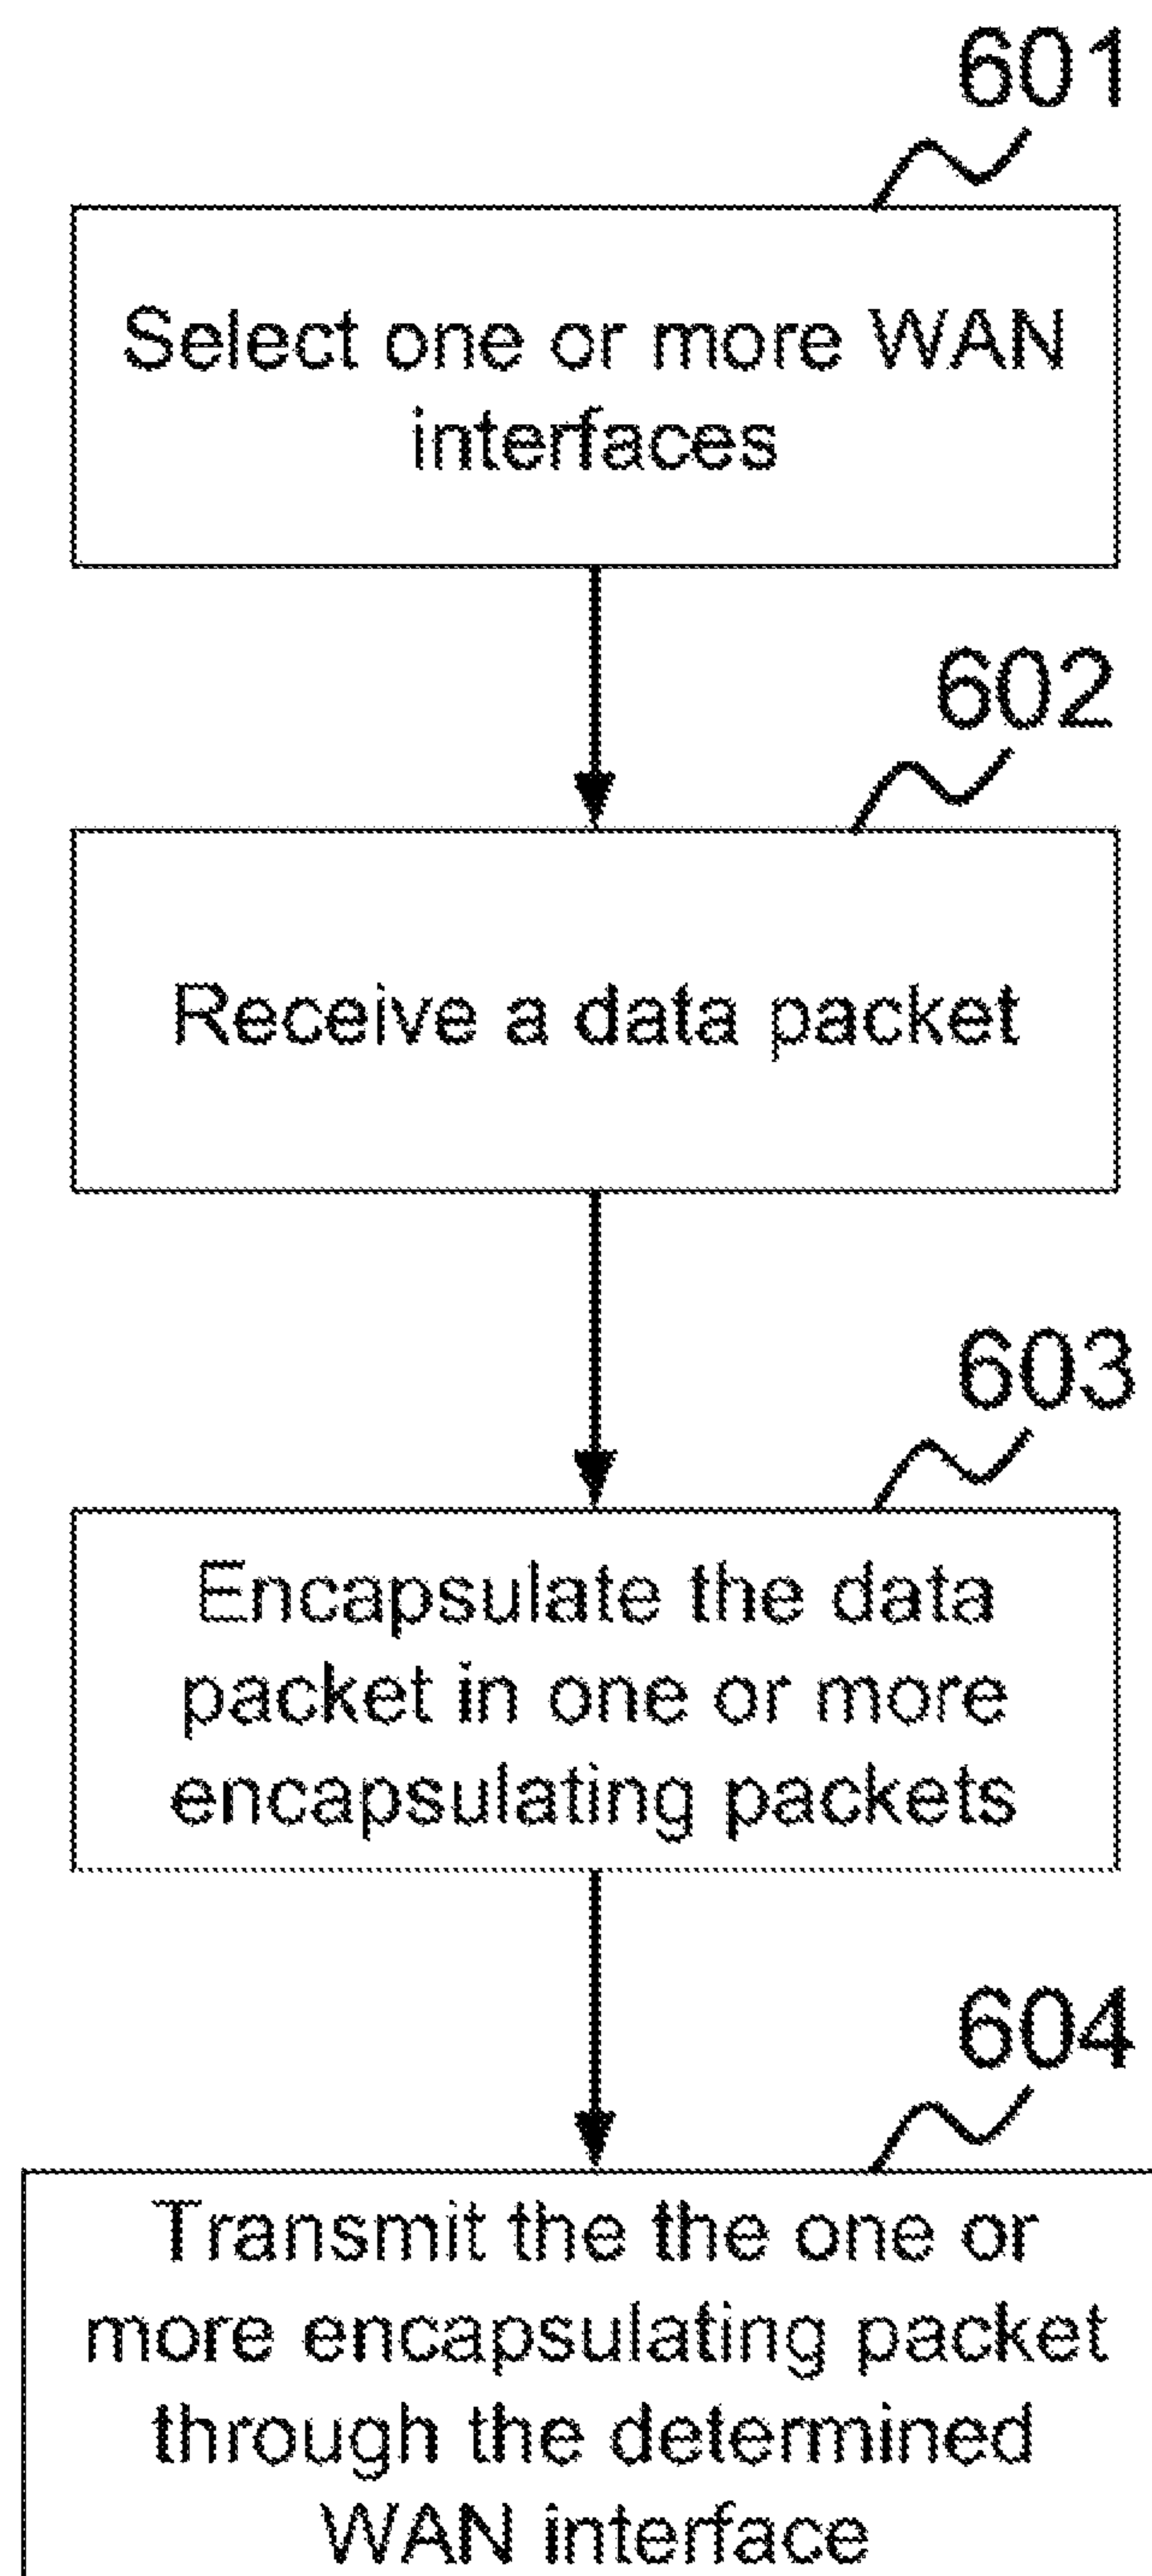 601
Select one or more WAN
interfaces
602
Receive a data packet
603
Encapsulate the data
packet in one or more
encapsulating packets
604
Transmit the the one or
more encapsulating packet
through the determined
WAN interface